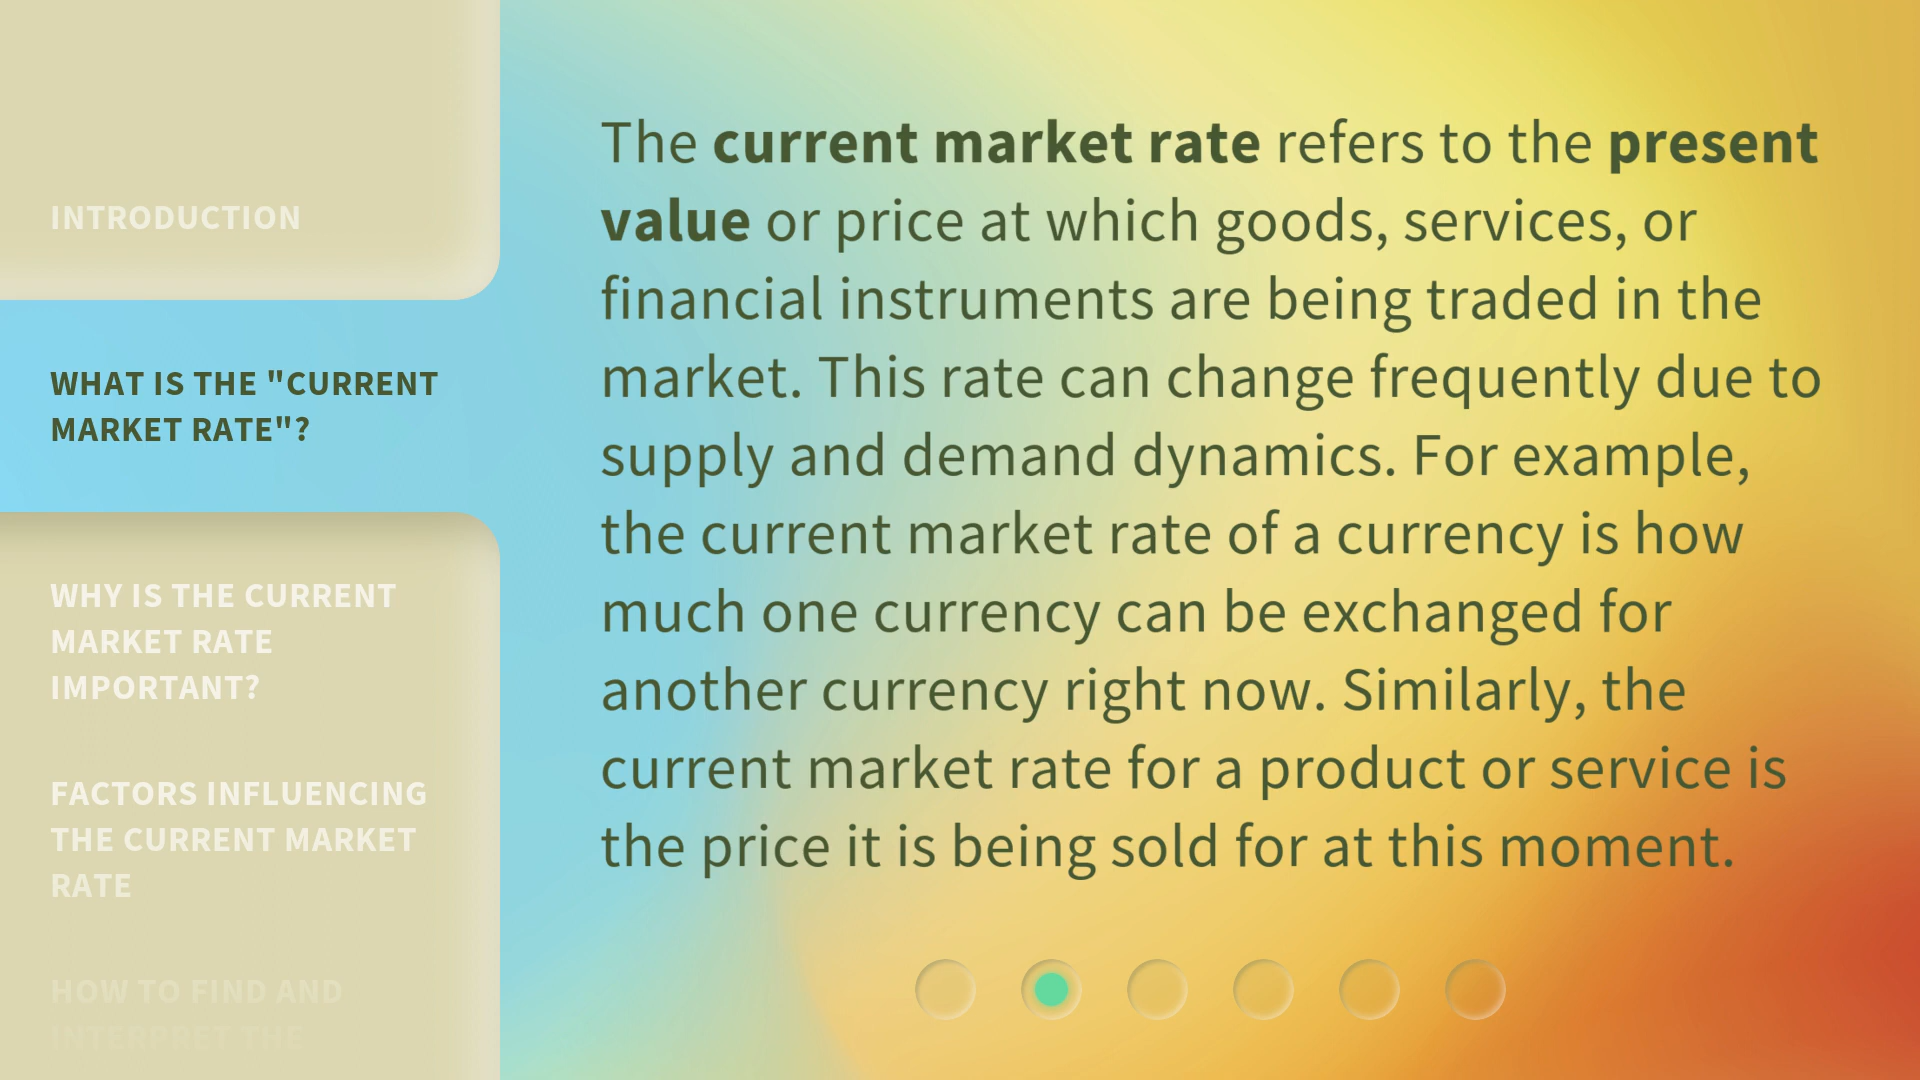 INTRODUCTION
WHAT IS THE "CURRENT
MARKET RATE"?
WHY IS THE CURRENT
MARKET RATE
IMPORTANT?
FACTORS INFLUENCING
THE CURRENT MARKET
RATE
HOW TO FIND AND
INTERPRET THE
The current market rate refers to the present
value or price at which goods, services, or
financial instruments are being traded in the
market. This rate can change frequently due to
supply and demand dynamics. For example,
the current market rate of a currency is how
much one currency can be exchanged for
another currency right now. Similarly, the
current market rate for a product or service is
the price it is being sold for at this moment.